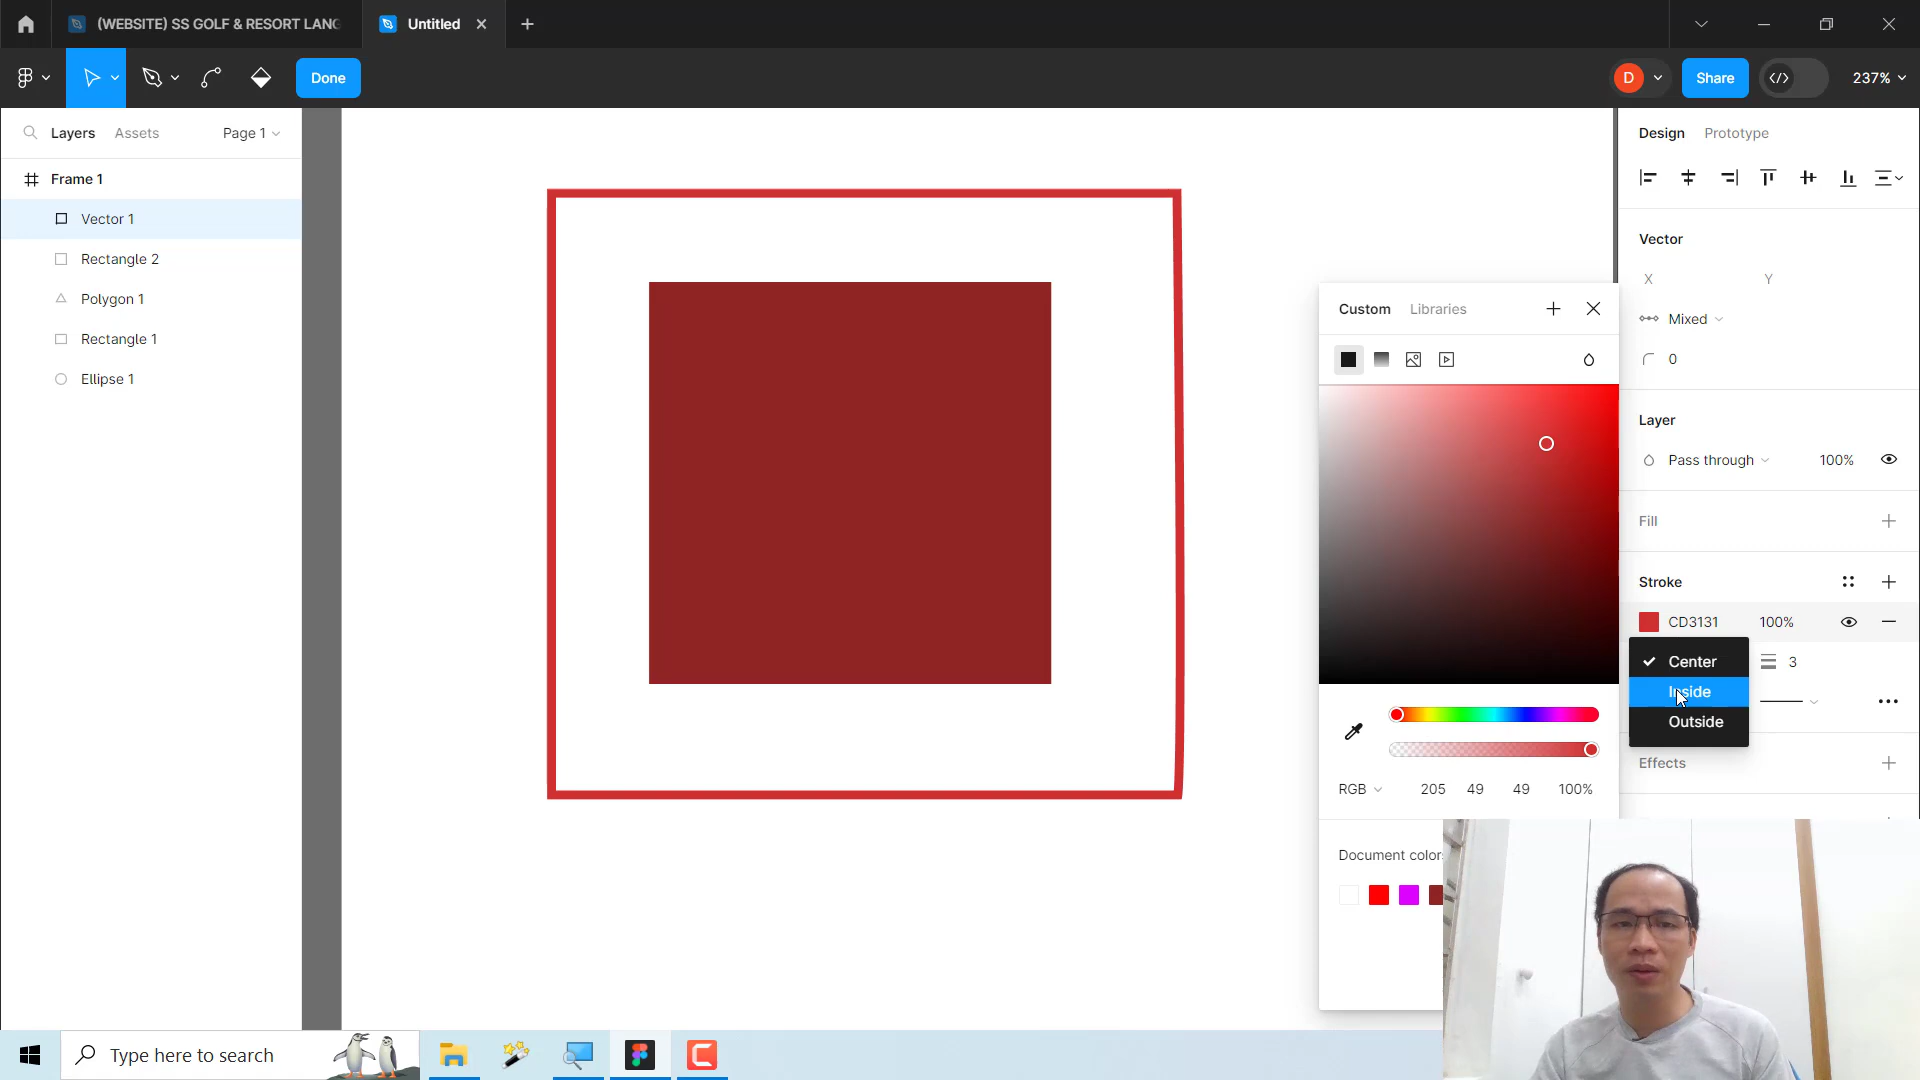 (WEBSITE) SS GOLF & RESORT LANG
Untitled
Done
D
Share
237%
Layers
Assets
Page 1
Frame 1
Vector 1
Rectangle 2
Polygon 1
Rectangle 1
Ellipse 1
Custom
Libraries
RGB
205
49
49
100%
Document colors
Design
Prototype
Vector
X
Y
Mixed
0
Layer
Pass through
100%
Fill
Stroke
CD3131
100%
Center
3
Inside
Outside
Effects
Type here to search